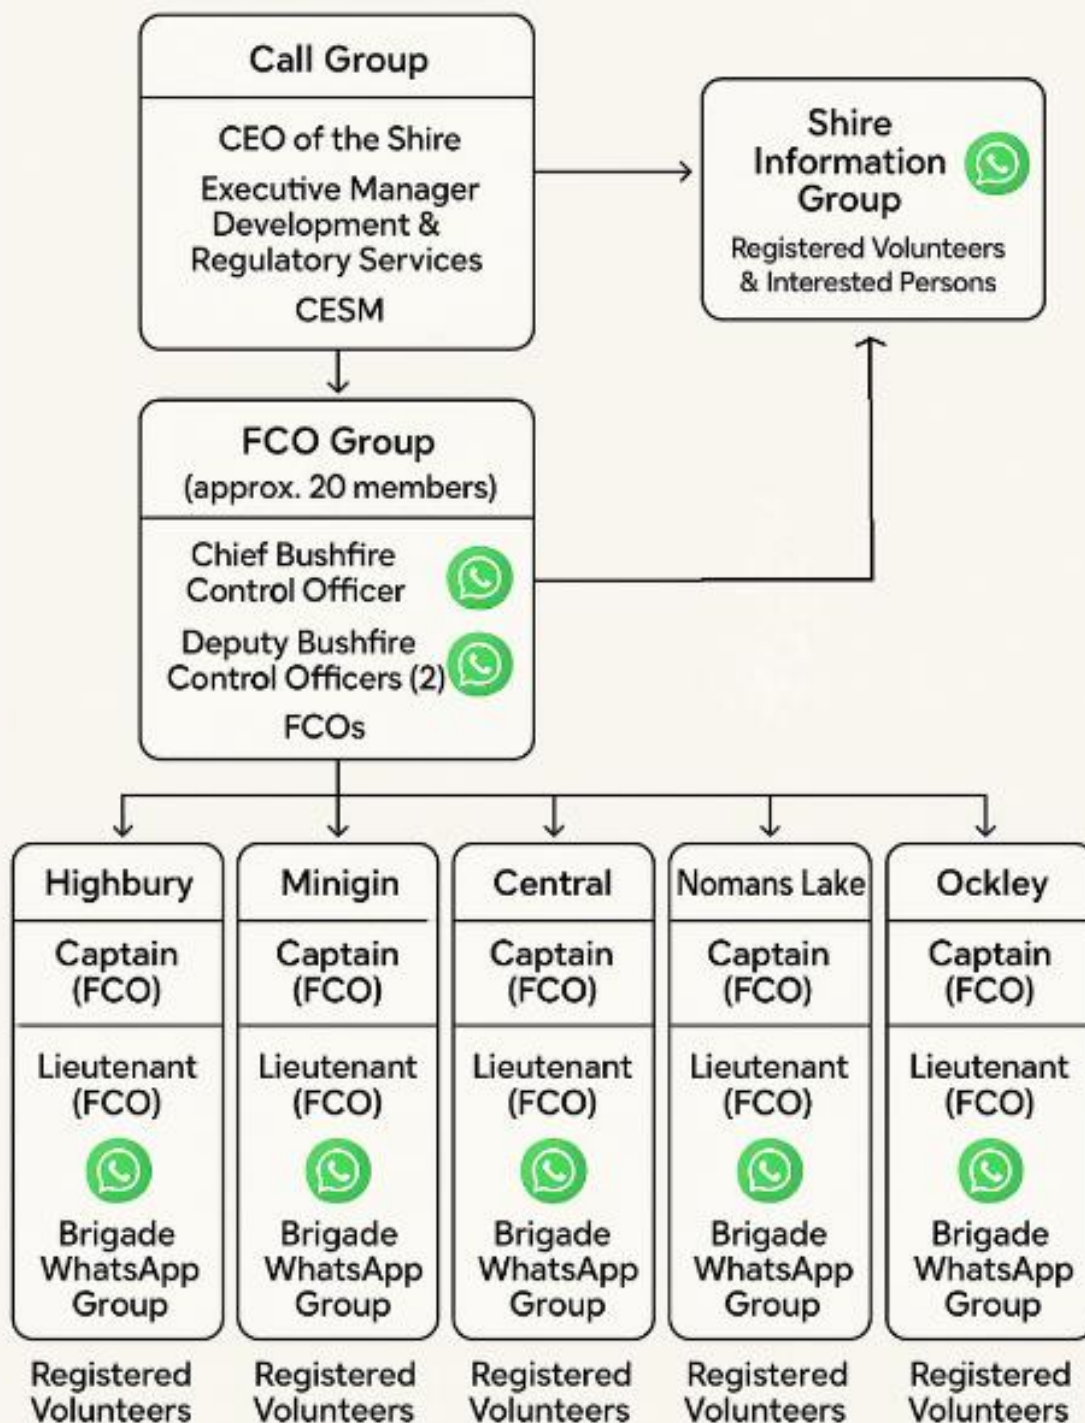 Call Group
CEO of the Shire
Executive Manager
Development &
Regulatory Services
CESM
Shire
Information
Group
Registered Volunteers
& Interested Persons
FCO Group
(approx. 20 members)
Chief Bushfire
Control Officer
Deputy Bushfire
Control Officers (2)
FCOs
Highbury
Captain
(FCO)
Lieutenant
(FCO)
Brigade
WhatsApp
Group
Registered
Volunteers
Minigin
Captain
(FCO)
Lieutenant
(FCO)
Brigade
WhatsApp
Group
Registered
Volunteers
Central
Captain
(FCO)
Lieutenant
(FCO)
Brigade
WhatsApp
Group
Registered
Volunteers
Nomans Lake
Captain
(FCO)
Lieutenant
(FCO)
Brigade
WhatsApp
Group
Registered
Volunteers
Ockley
Captain
(FCO)
Lieutenant
(FCO)
Brigade
WhatsApp
Group
Registered
Volunteers